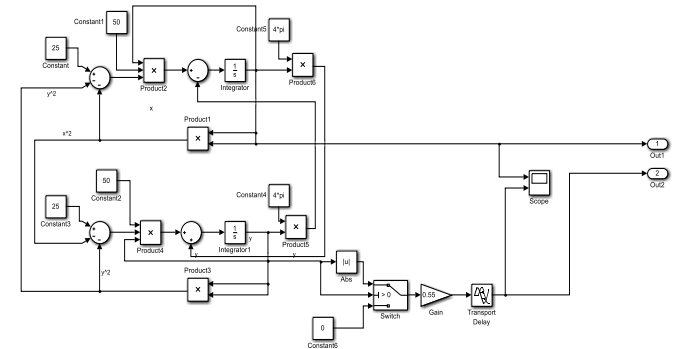 Constant1
50
Constant5
4*pi
25
Constant
+
-
-
×
Product2
+
-
1
s
Integrator
×
Product6
y^2
x
x^2
Product1
×
1
Out1
2
Out2
Scope
50
Constant2
Constant4
4*pi
25
Constant3
+
-
-
×
Product4
+
+
1
s
Integrator1
y
×
Product5
y
y
y^2
Product3
×
|u|
Abs
> 0
Switch
0.55
Gain
Transport
Delay
0
Constant6